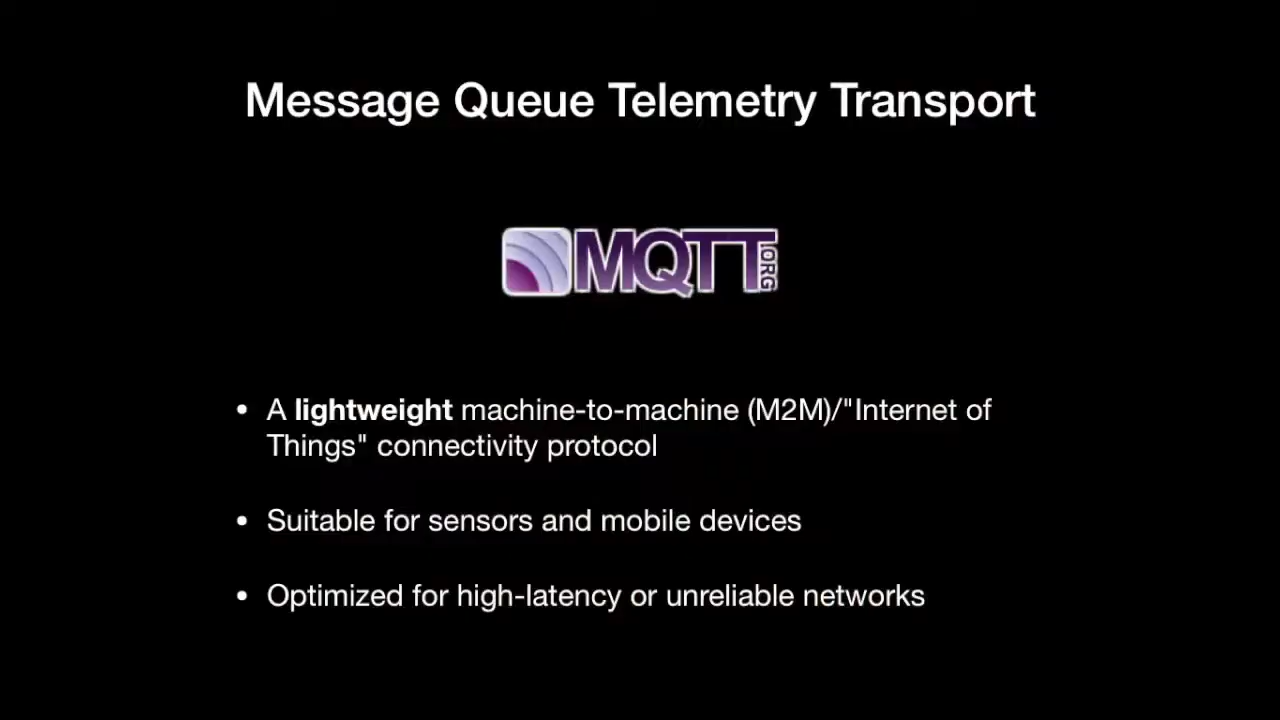 Message Queue Telemetry Transport
MQTT.ORG
• A lightweight machine-to-machine (M2M)/"Internet of
Things" connectivity protocol
• Suitable for sensors and mobile devices
• Optimized for high-latency or unreliable networks